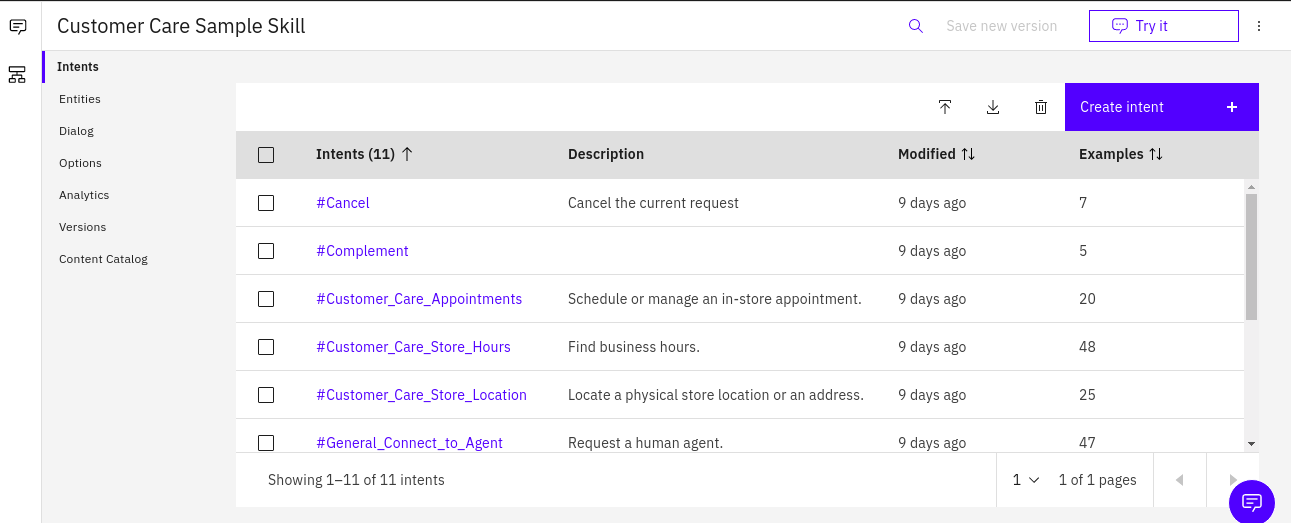 Customer Care Sample Skill
Save new version
Try it
Intents
Entities
Dialog
Options
Analytics
Versions
Content Catalog
Create intent +
Intents (11) Description Modified Examples
#Cancel Cancel the current request 9 days ago 7
#Complement 9 days ago 5
#Customer_Care_Appointments Schedule or manage an in-store appointment. 9 days ago 20
#Customer_Care_Store_Hours Find business hours. 9 days ago 48
#Customer_Care_Store_Location Locate a physical store location or an address. 9 days ago 25
#General_Connect_to_Agent Request a human agent. 9 days ago 47
Showing 1–11 of 11 intents 1 1 of 1 pages